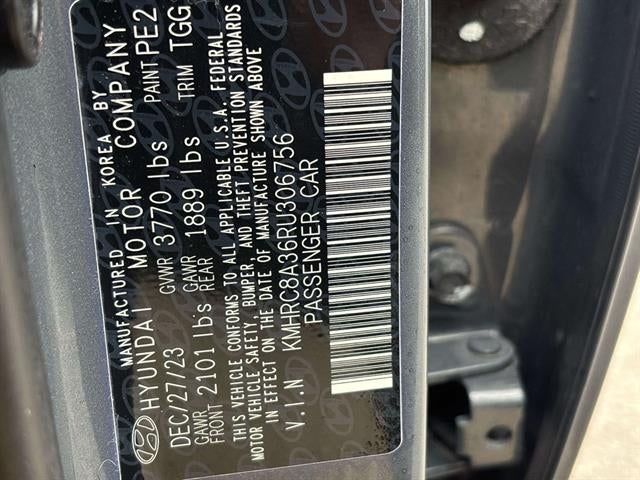 MANUFACTURED IN KOREA BY
HYUNDAI MOTOR COMPANY
DEC/27/23 GVWR 3770 lbs PAINT PE2
GAWR FRONT 2101 lbs GAWR REAR 1889 lbs TRIM TGG
THIS VEHICLE CONFORMS TO ALL APPLICABLE U.S.A. FEDERAL
MOTOR VEHICLE SAFETY, BUMPER, AND THEFT PREVENTION STANDARDS
IN EFFECT ON THE DATE OF MANUFACTURE SHOWN ABOVE
V.I.N KMHRC8A36RU306756
PASSENGER CAR